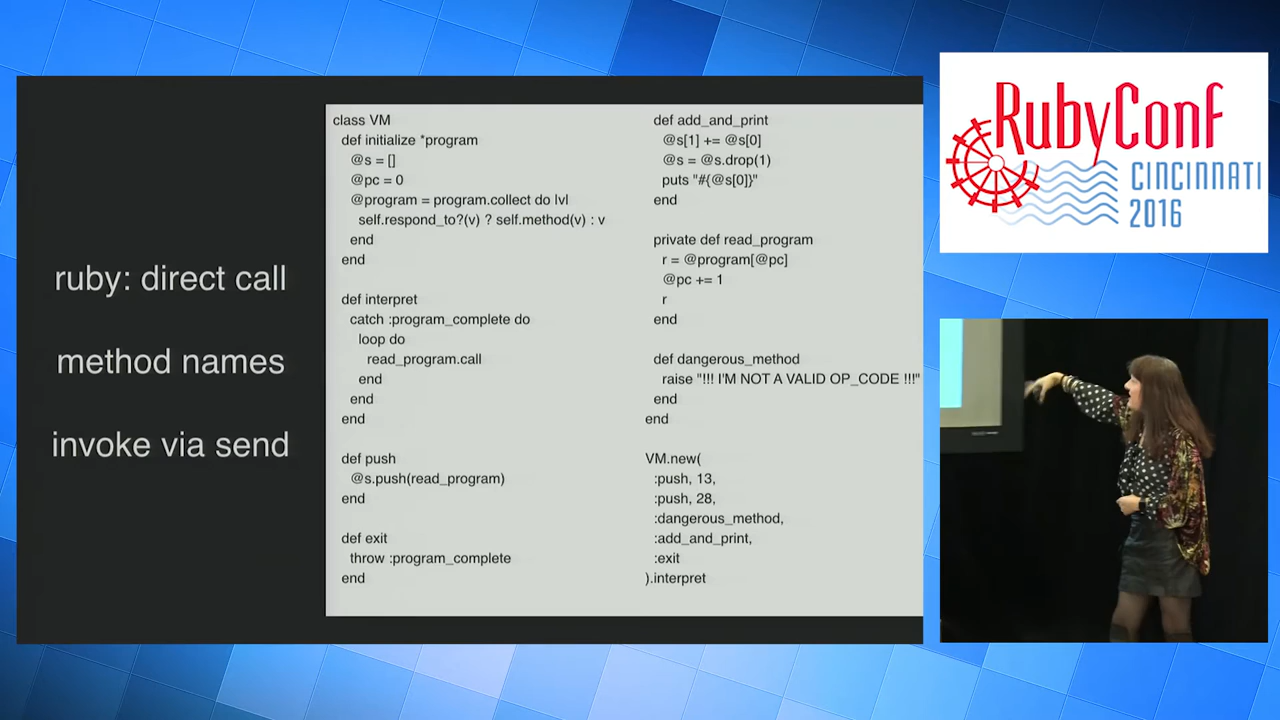 ruby: direct call
method names
invoke via send
class VM
def initialize *program
@s = []
@pc = 0
@program = program.collect do |v|
self.respond_to?(v) ? self.method(v) : v
end
end
def interpret
catch :program_complete do
loop do
read_program.call
end
end
end
def push
@s.push(read_program)
end
def exit
throw :program_complete
end
def add_and_print
@s[1] += @s[0]
@s = @s.drop(1)
puts "#{@s[0]}"
end
private def read_program
r = @program[@pc]
@pc += 1
r
end
def dangerous_method
raise "!!! I'M NOT A VALID OP_CODE !!!"
end
end
VM.new(
:push, 13,
:push, 28,
:dangerous_method,
:add_and_print,
:exit
).interpret
RubyConf
CINCINNATI
2016